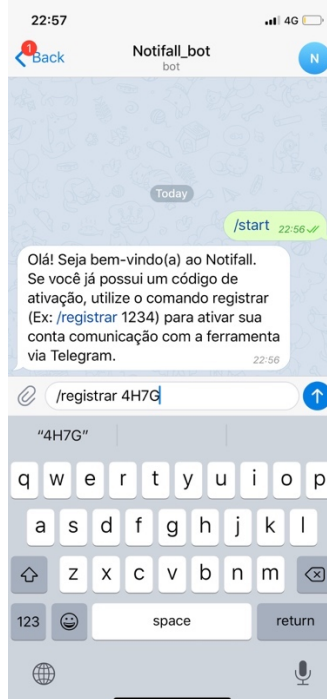 22:57
4G
1
Back
Notifall_bot
bot
N
Today
/start 22:56
Olá! Seja bem-vindo(a) ao Notifall.
Se você já possui um código de
ativação, utilize o comando registrar
(Ex: /registrar 1234) para ativar sua
conta comunicação com a ferramenta
via Telegram.
22:56
/registrar 4H7G
“4H7G”
q w e r t y u i o p
a s d f g h j k l
z x c v b n m
123 space return